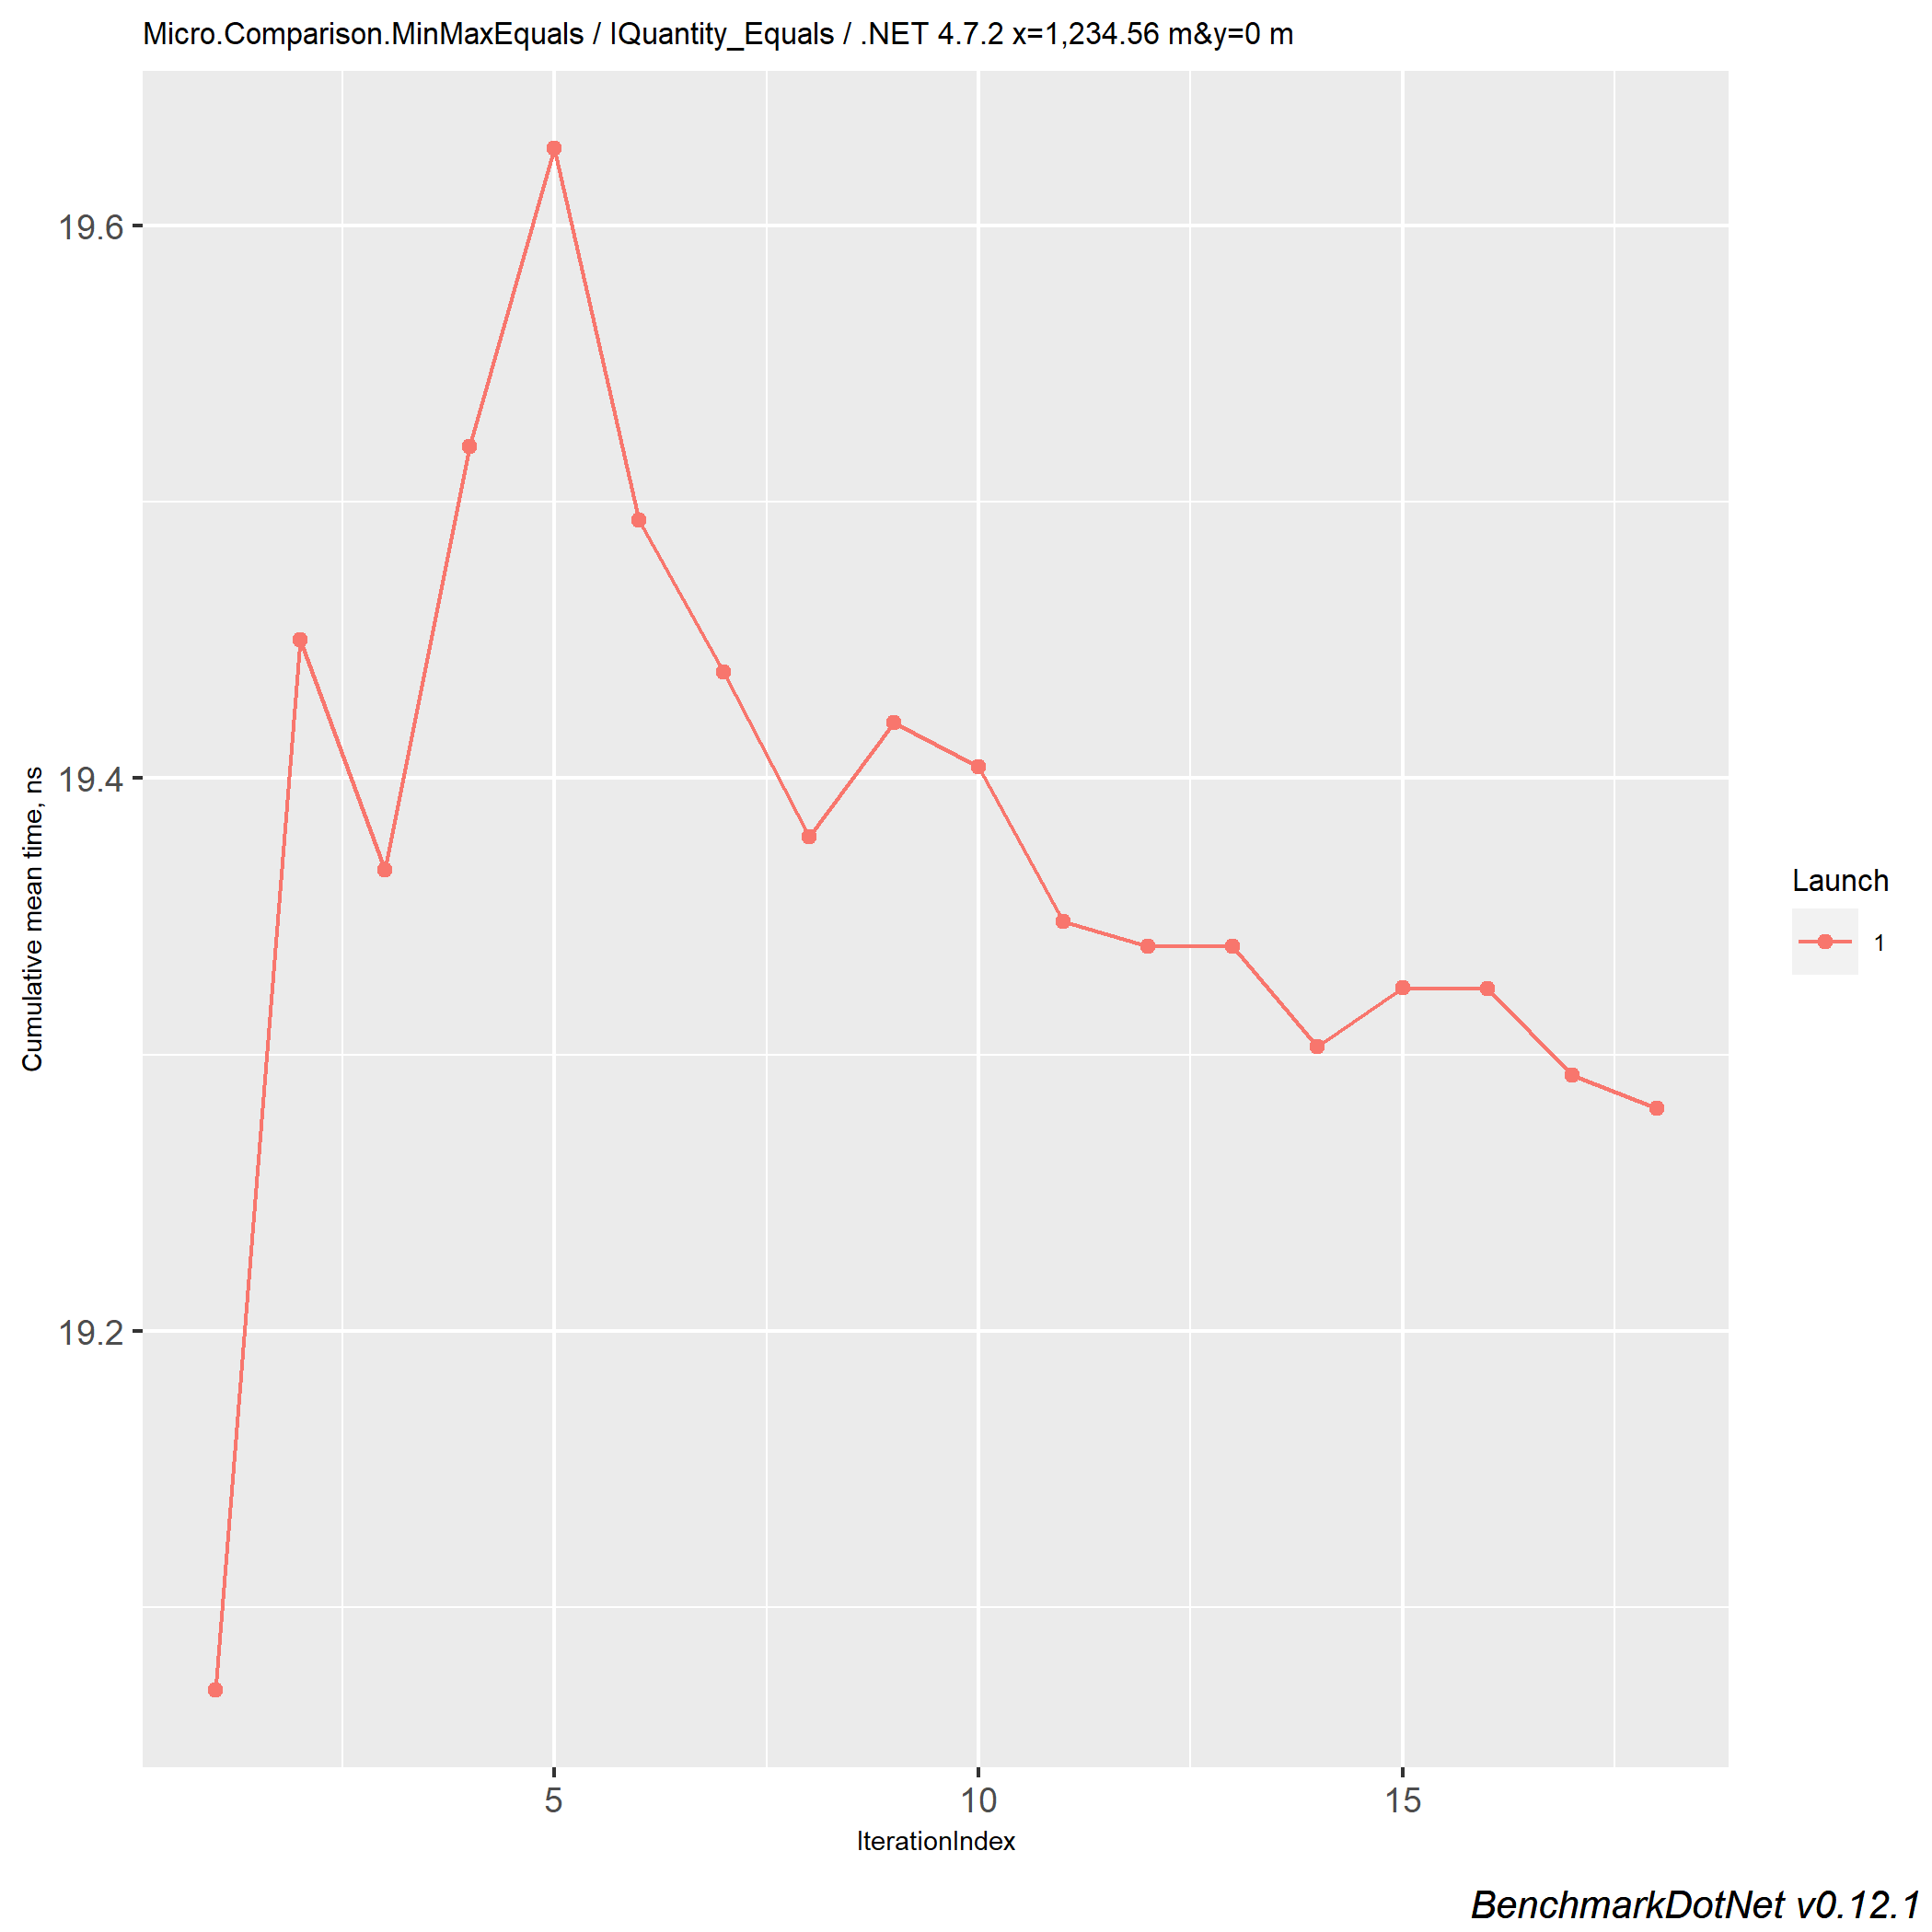 Micro.Comparison.MinMaxEquals / IQuantity_Equals / .NET 4.7.2 x=1,234.56 m&y=0 m
19.6
19.4
19.2
Cumulative mean time, ns
5 10 15
IterationIndex
Launch
1
BenchmarkDotNet v0.12.1